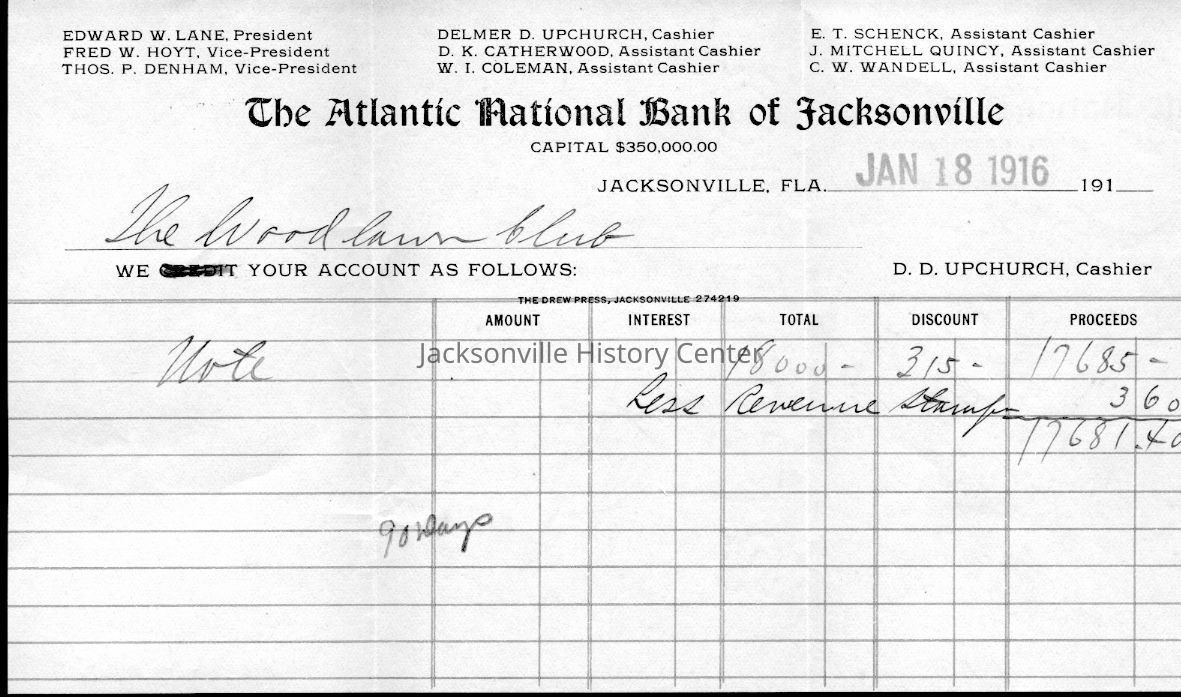 EDWARD W. LANE, President
FRED W. HOYT, Vice-President
THOS. P. DENHAM, Vice-President
DELMER D. UPCHURCH, Cashier
D. K. CATHERWOOD, Assistant Cashier
W. I. COLEMAN, Assistant Cashier
E. T. SCHENCK, Assistant Cashier
J. MITCHELL QUINCY, Assistant Cashier
C. W. WANDELL, Assistant Cashier
The Atlantic National Bank of Jacksonville
CAPITAL $350,000.00
JACKSONVILLE, FLA. JAN 18 1916 191
The Woodlawn Club
WE CREDIT YOUR ACCOUNT AS FOLLOWS: D. D. UPCHURCH, Cashier
THE DREW PRESS, JACKSONVILLE 274219
AMOUNT INTEREST TOTAL DISCOUNT PROCEEDS
Jacksonville History Center
Note 18000- 315- 17685-
Less Revenue Stamps 3 60
17681.40
90 Days